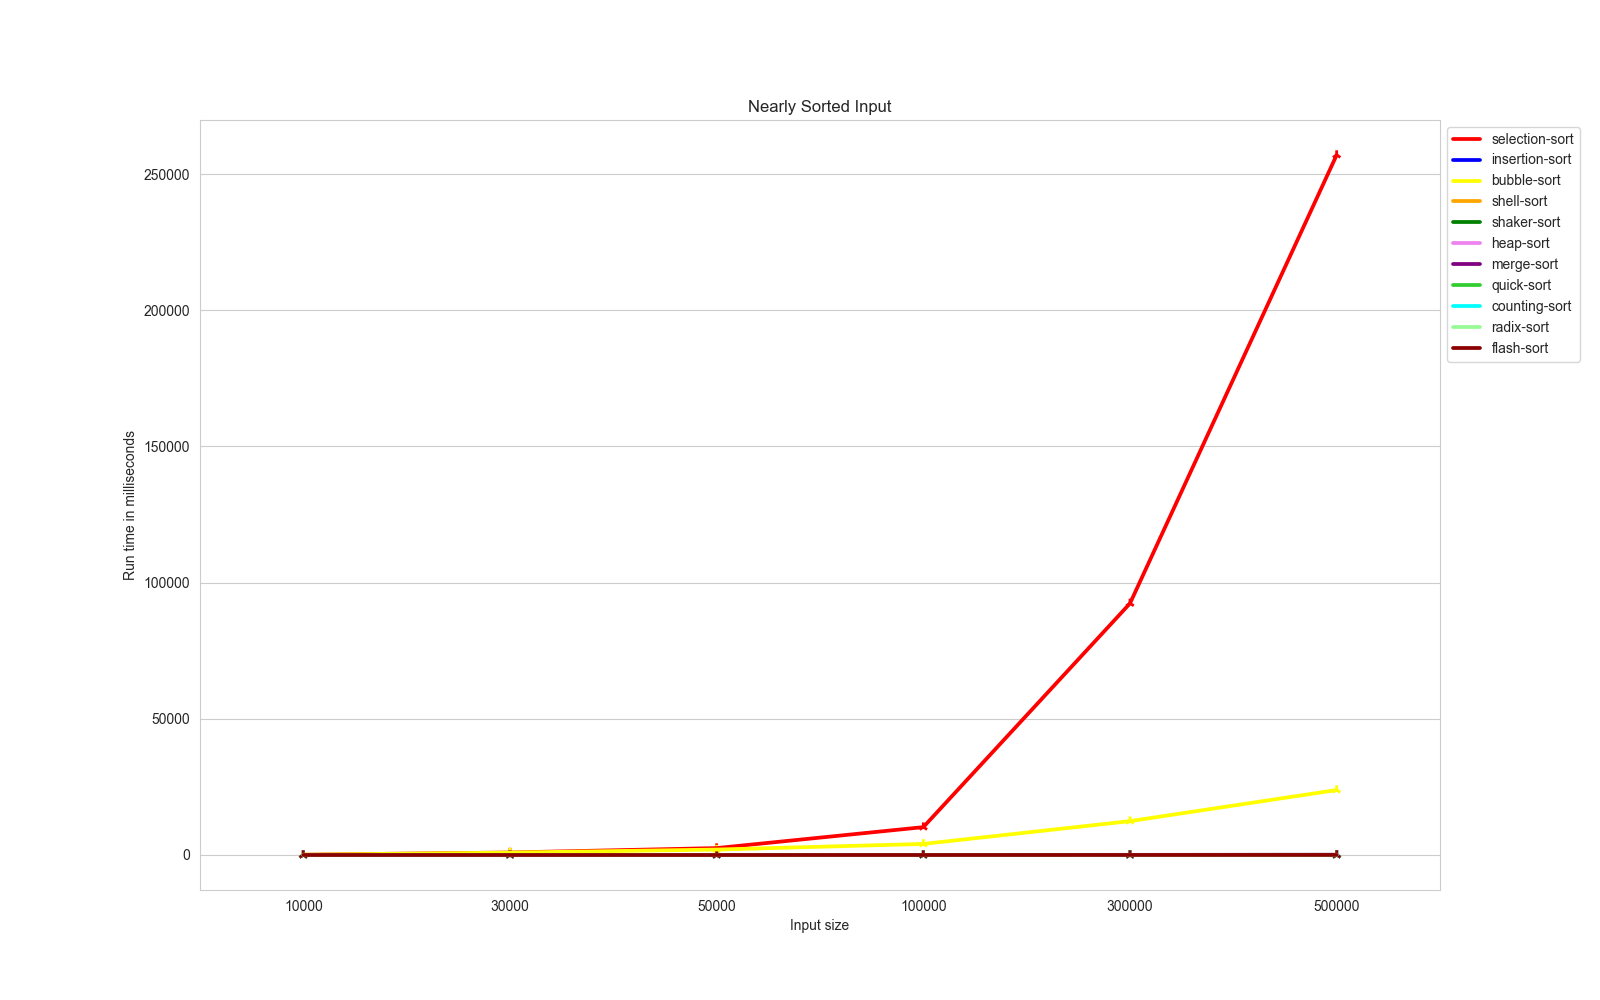 Nearly Sorted Input
Run time in milliseconds
250000
200000
150000
100000
50000
0
10000
30000
50000
100000
300000
500000
Input size
selection-sort
insertion-sort
bubble-sort
shell-sort
shaker-sort
heap-sort
merge-sort
quick-sort
counting-sort
radix-sort
flash-sort